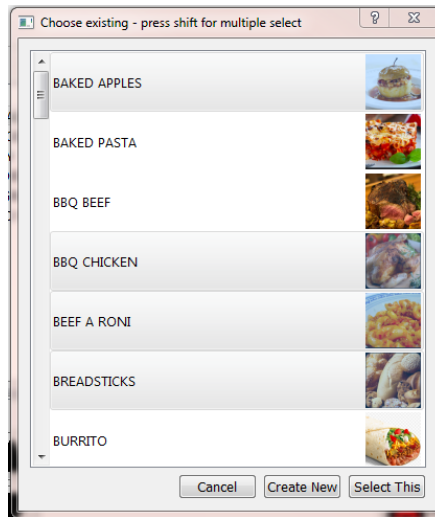 Choose existing - press shift for multiple select
BAKED APPLES
BAKED PASTA
BBQ BEEF
BBQ CHICKEN
BEEF A RONI
BREADSTICKS
BURRITO
Cancel Create New Select This